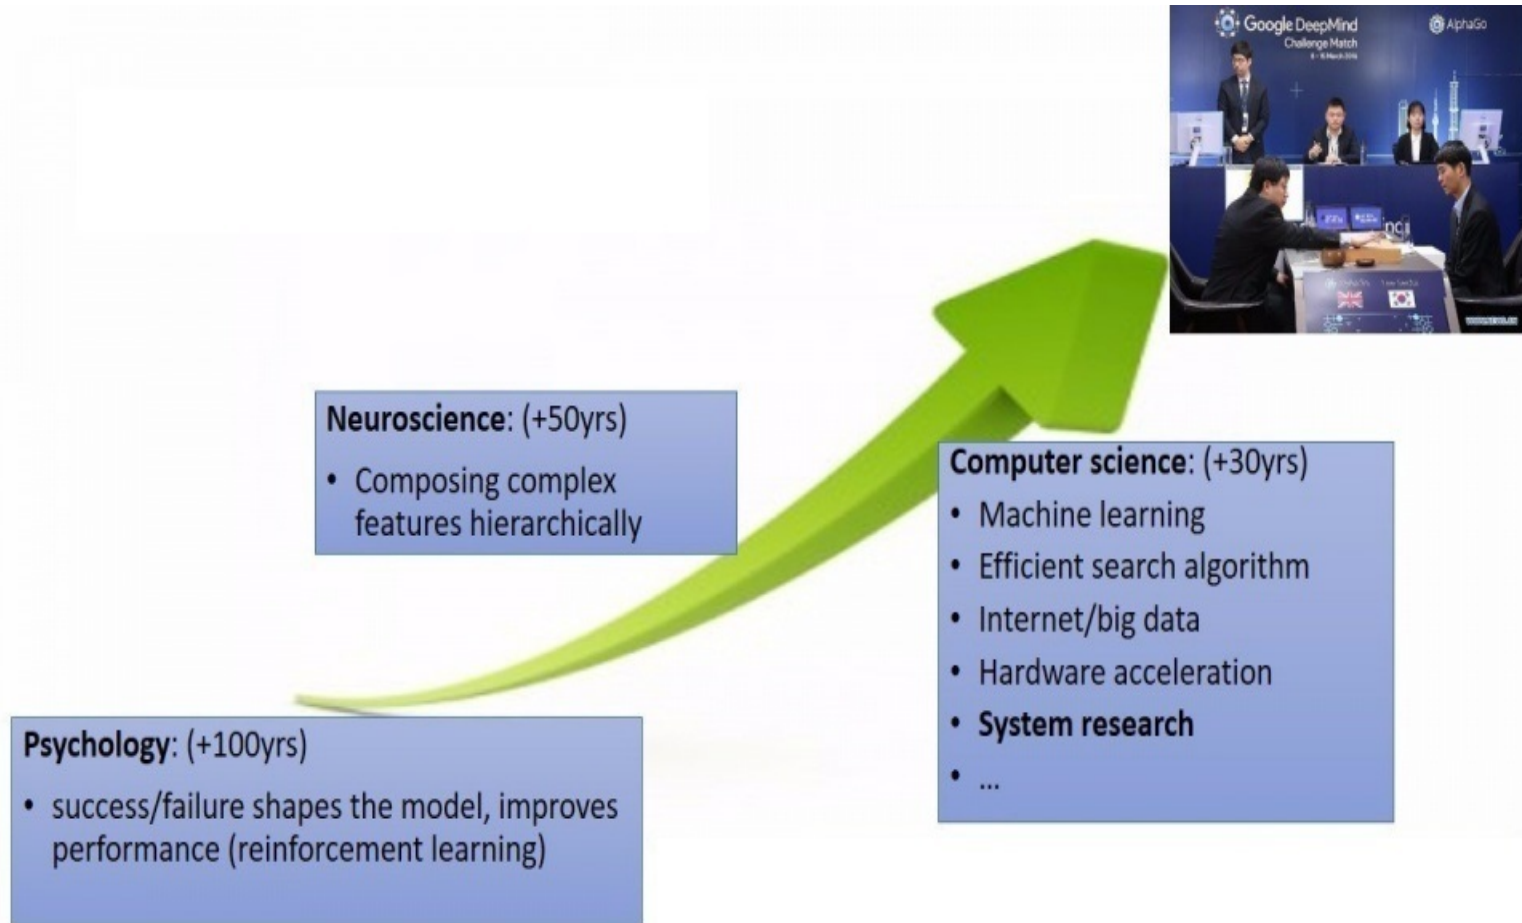 Google DeepMind
Challenge Match
AlphaGo
Neuroscience: (+50yrs)
• Composing complex
features hierarchically
Computer science: (+30yrs)
• Machine learning
• Efficient search algorithm
• Internet/big data
• Hardware acceleration
• System research
• ...
Psychology: (+100yrs)
• success/failure shapes the model, improves
performance (reinforcement learning)